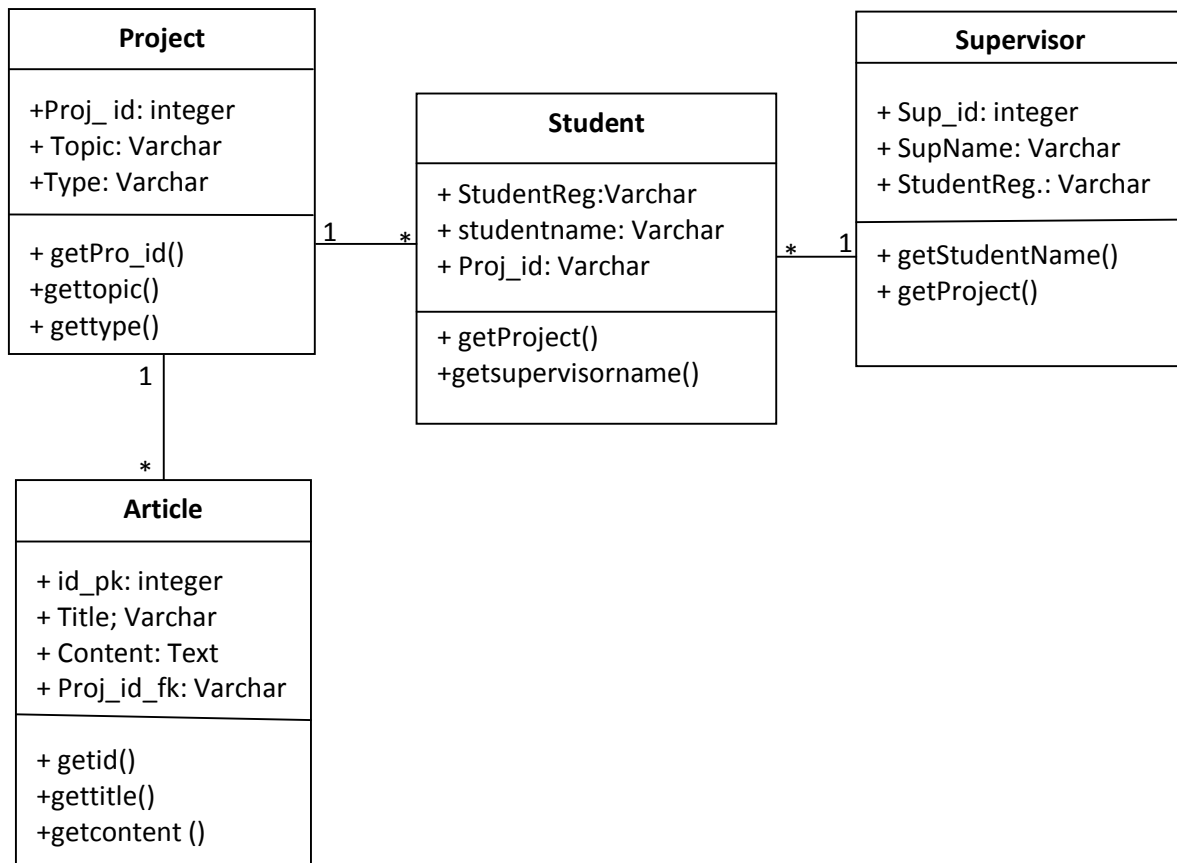 Project
+Proj_ id: integer
+ Topic: Varchar
+Type: Varchar
+ getPro_id()
+gettopic()
+ gettype()
1
*
Student
+ StudentReg:Varchar
+ studentname: Varchar
+ Proj_id: Varchar
+ getProject()
+getsupervisorname()
*
1
Supervisor
+ Sup_id: integer
+ SupName: Varchar
+ StudentReg.: Varchar
+ getStudentName()
+ getProject()
1
*
Article
+ id_pk: integer
+ Title; Varchar
+ Content: Text
+ Proj_id_fk: Varchar
+ getid()
+gettitle()
+getcontent ()